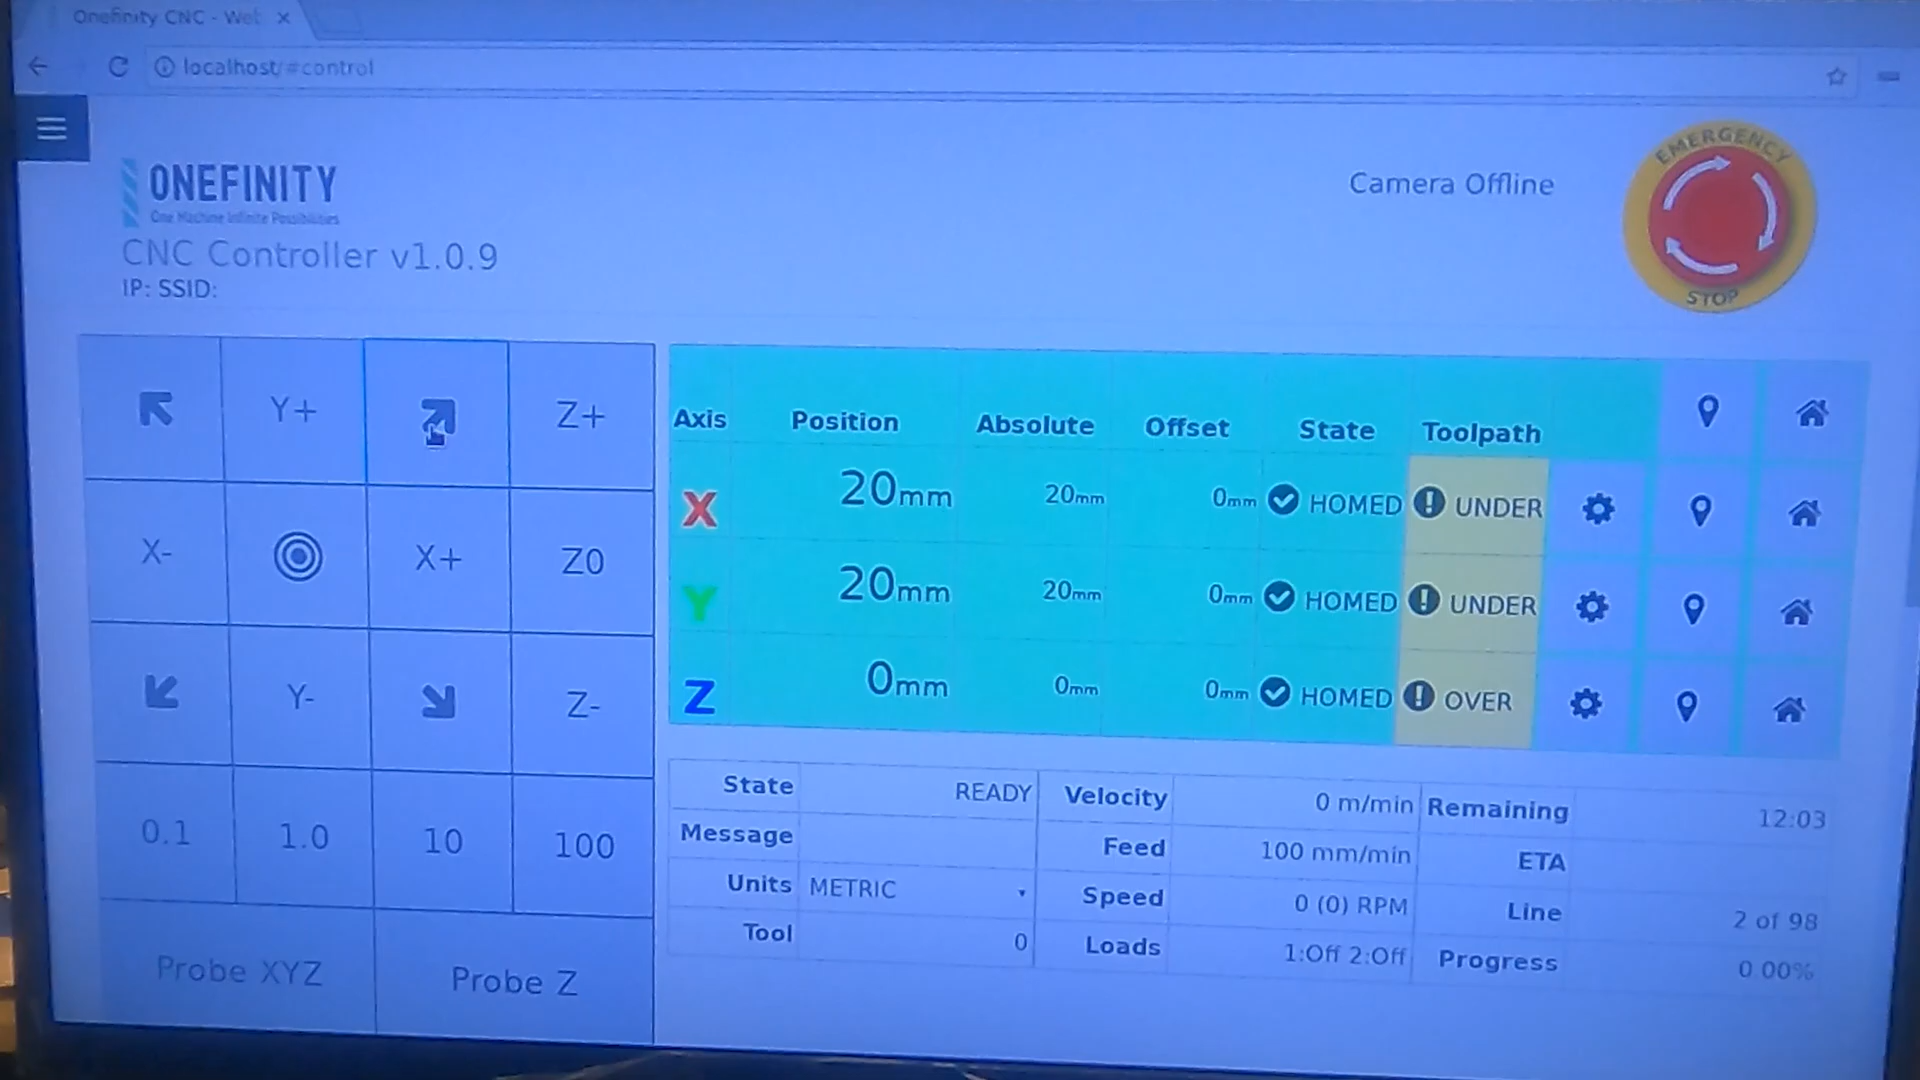 Onefinity CNC - Web
localhost/#control
ONEFINITY
One Machine Infinite Possibilities
CNC Controller v1.0.9
IP: SSID:
Camera Offline
EMERGENCY
STOP
Y+
Z+
X-
X+
Z0
Y-
Z-
0.1
1.0
10
100
Probe XYZ
Probe Z
Axis Position Absolute Offset State Toolpath
X 20mm 20mm 0mm HOMED UNDER
Y 20mm 20mm 0mm HOMED UNDER
Z 0mm 0mm 0mm HOMED OVER
State READY Velocity 0 m/min Remaining 12:03
Message Feed 100 mm/min ETA
Units METRIC Speed 0 (0) RPM Line 2 of 98
Tool 0 Loads 1:Off 2:Off Progress 0.00%